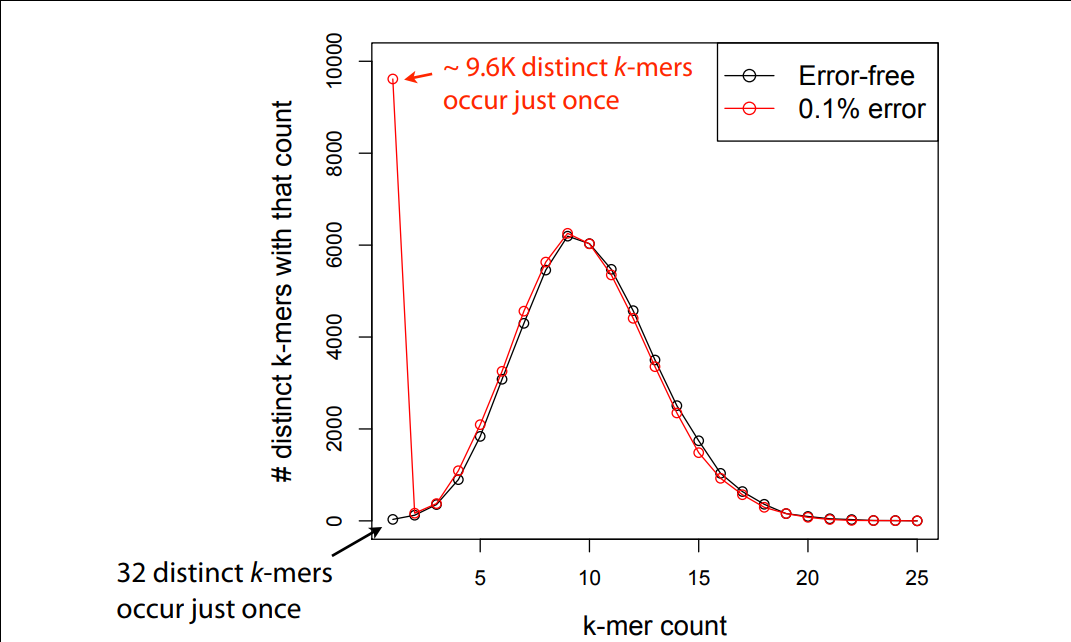 ~ 9.6K distinct k-mers
occur just once
Error-free
0.1% error
# distinct k-mers with that count
10000
8000
6000
4000
2000
0
32 distinct k-mers
occur just once
5
10
15
20
25
k-mer count